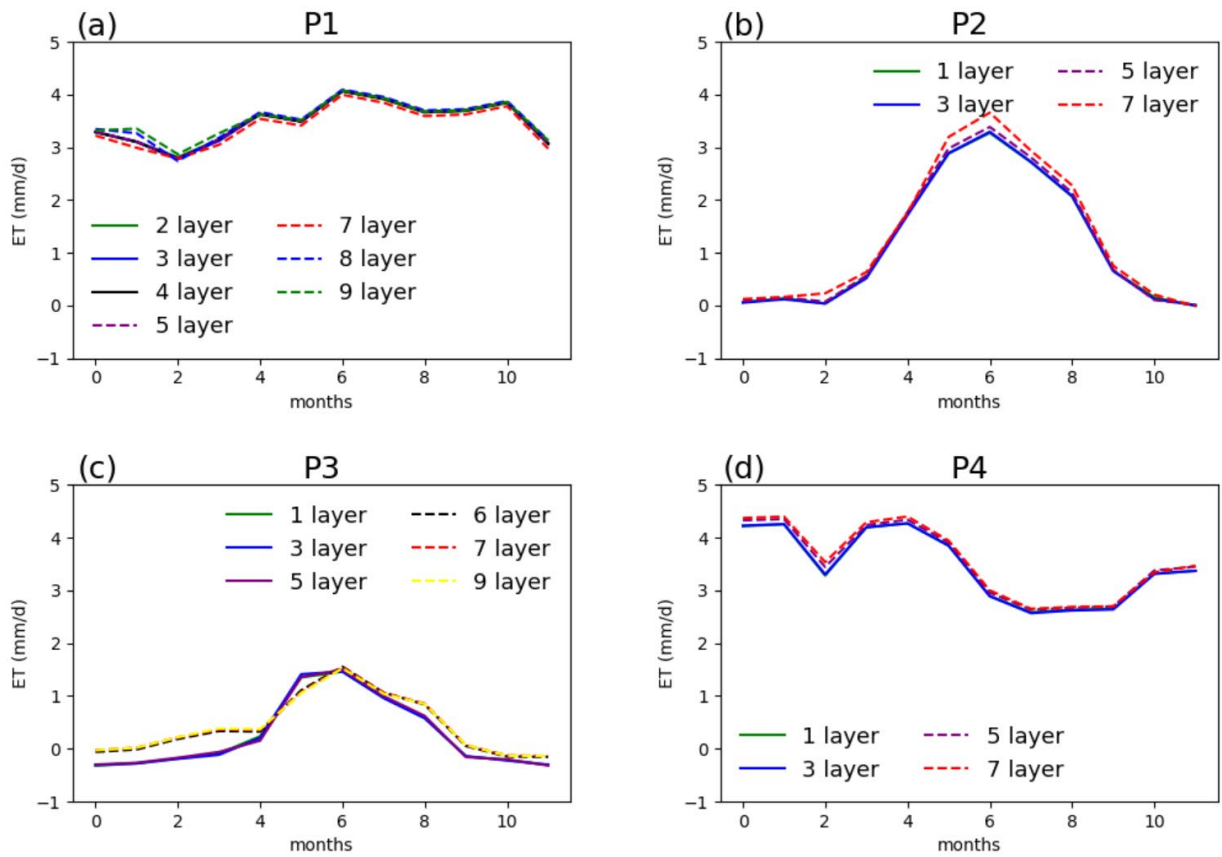 (a) P1
5
4
3
2
1
0
−1
ET (mm/d)
2 layer 7 layer
3 layer 8 layer
4 layer 9 layer
5 layer
0 2 4 6 8 10
months
(b) P2
5
4
3
2
1
0
−1
ET (mm/d)
1 layer 5 layer
3 layer 7 layer
0 2 4 6 8 10
months
(c) P3
5
4
3
2
1
0
−1
ET (mm/d)
1 layer 6 layer
3 layer 7 layer
5 layer 9 layer
0 2 4 6 8 10
months
(d) P4
5
4
3
2
1
0
−1
ET (mm/d)
1 layer 5 layer
3 layer 7 layer
0 2 4 6 8 10
months